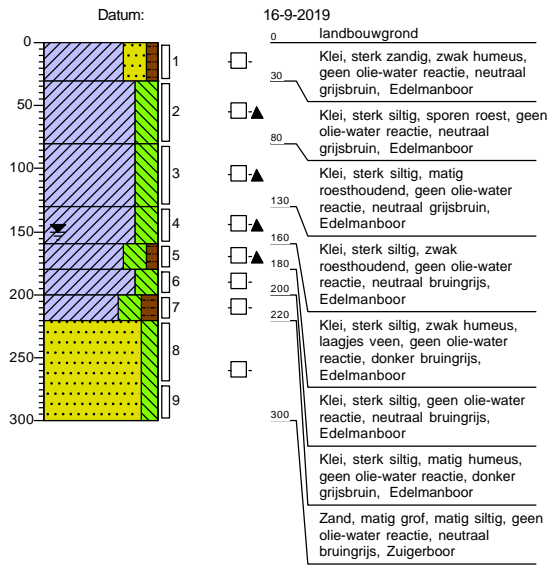 Datum: 16-9-2019
0
50
100
150
200
250
300
1
2
3
4
5
6
7
8
9
0 landbouwgrond
Klei, sterk zandig, zwak humeus,
geen olie-water reactie, neutraal
grijsbruin, Edelmanboor
30
Klei, sterk siltig, sporen roest, geen
olie-water reactie, neutraal
grijsbruin, Edelmanboor
80
Klei, sterk siltig, matig
roesthoudend, geen olie-water
reactie, neutraal grijsbruin,
Edelmanboor
130
Klei, sterk siltig, zwak
roesthoudend, geen olie-water
reactie, neutraal bruingrijs,
Edelmanboor
160
Klei, sterk siltig, zwak humeus,
laagjes veen, geen olie-water
reactie, donker bruingrijs,
Edelmanboor
180
Klei, sterk siltig, geen olie-water
reactie, neutraal bruingrijs,
Edelmanboor
200
Klei, sterk siltig, matig humeus,
geen olie-water reactie, donker
grijsbruin, Edelmanboor
220
Zand, matig grof, matig siltig, geen
olie-water reactie, neutraal
bruingrijs, Zuigerboor
300